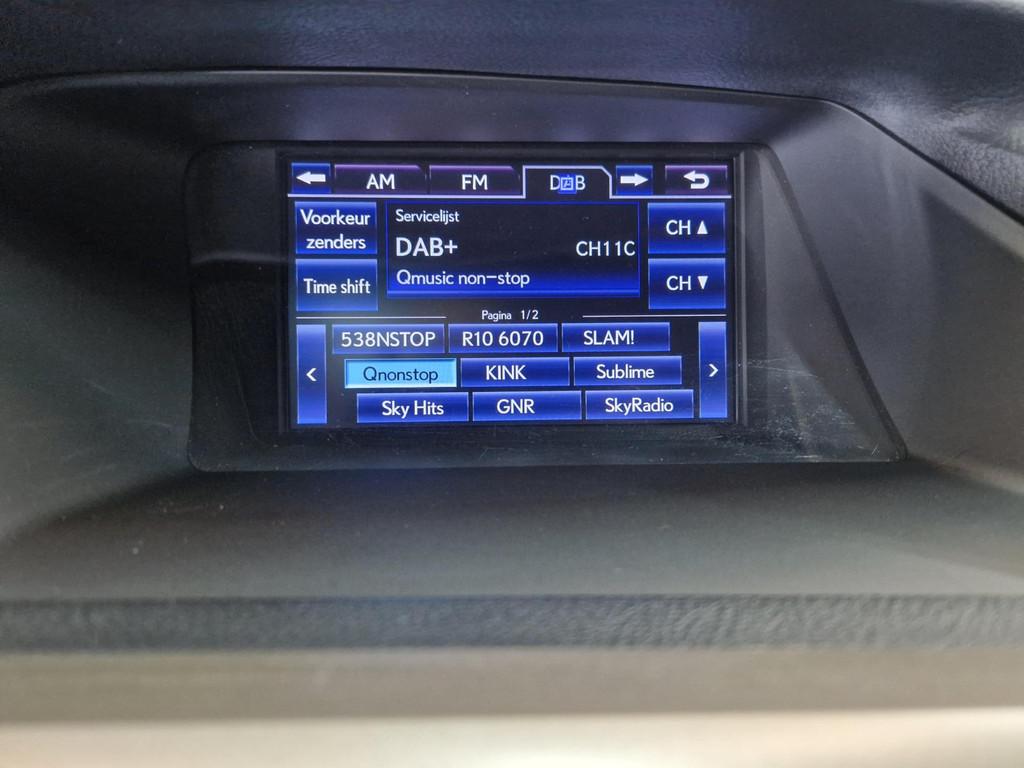 AM FM DAB
Voorkeur zenders
Time shift
Servicelijst
DAB+ CH11C
Qmusic non-stop
CH ▲
CH ▼
Pagina 1/2
538NSTOP R10 6070 SLAM!
< Qnonstop KINK Sublime >
Sky Hits GNR SkyRadio